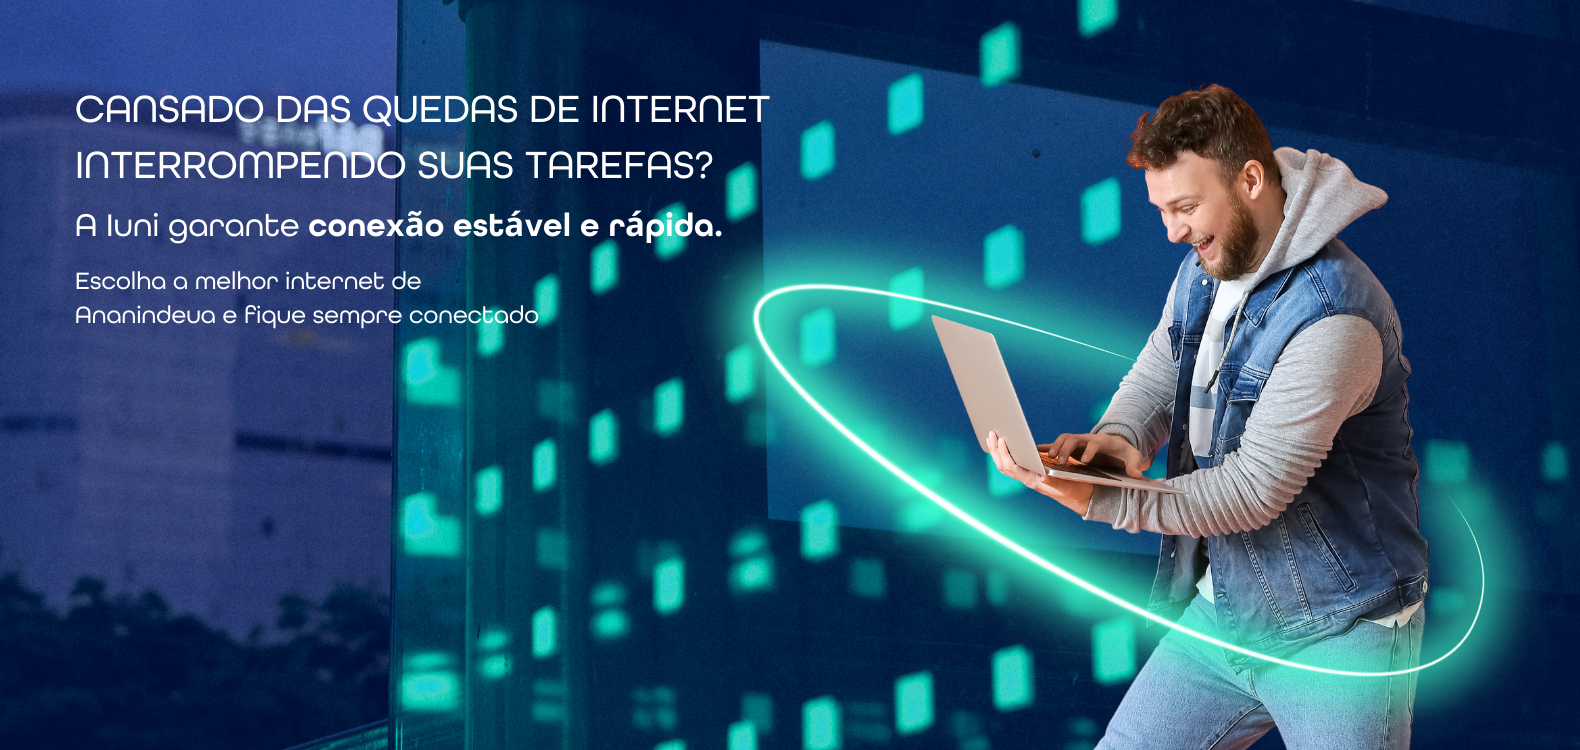 CANSADO DAS QUEDAS DE INTERNET
INTERROMPENDO SUAS TAREFAS?
A Iuni garante conexão estável e rápida.
Escolha a melhor internet de
Ananindeua e fique sempre conectado